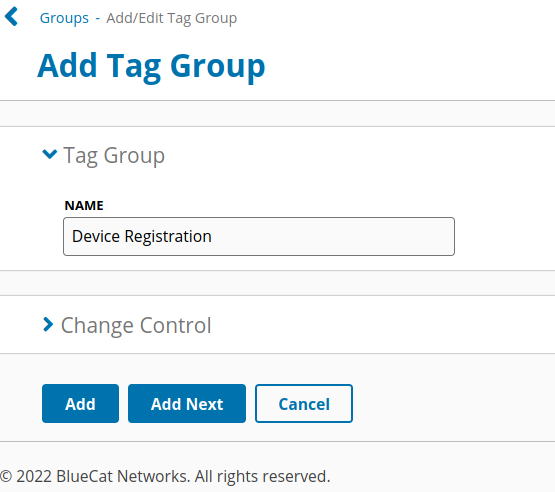 Groups - Add/Edit Tag Group
Add Tag Group
Tag Group
NAME
Device Registration
Change Control
Add Add Next Cancel
© 2022 BlueCat Networks. All rights reserved.